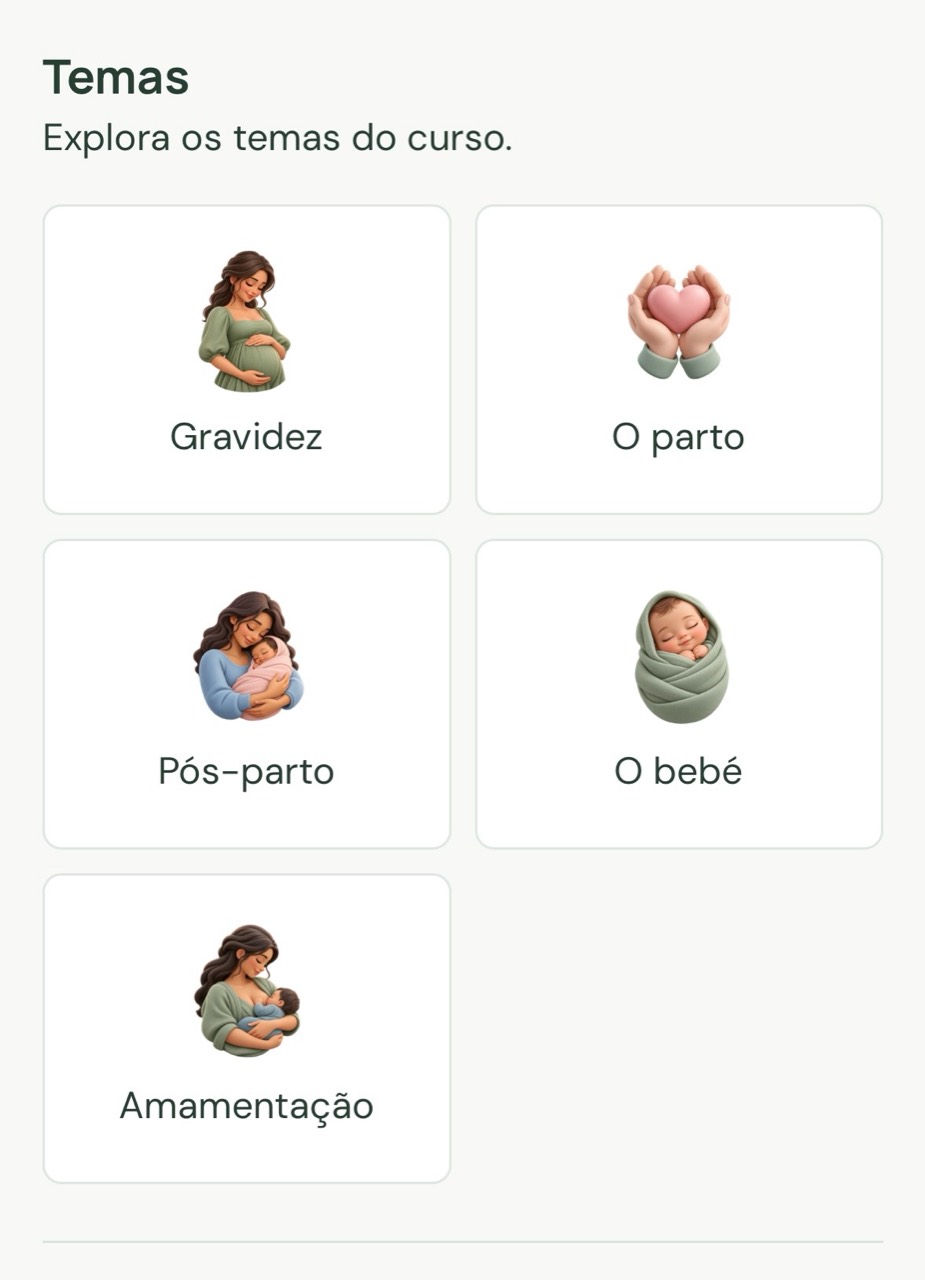 Temas
Explora os temas do curso.
Gravidez
O parto
Pós-parto
O bebé
Amamentação